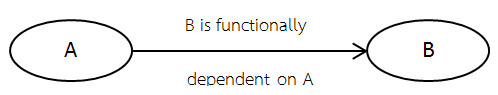 A
B is functionally
dependent on A
B